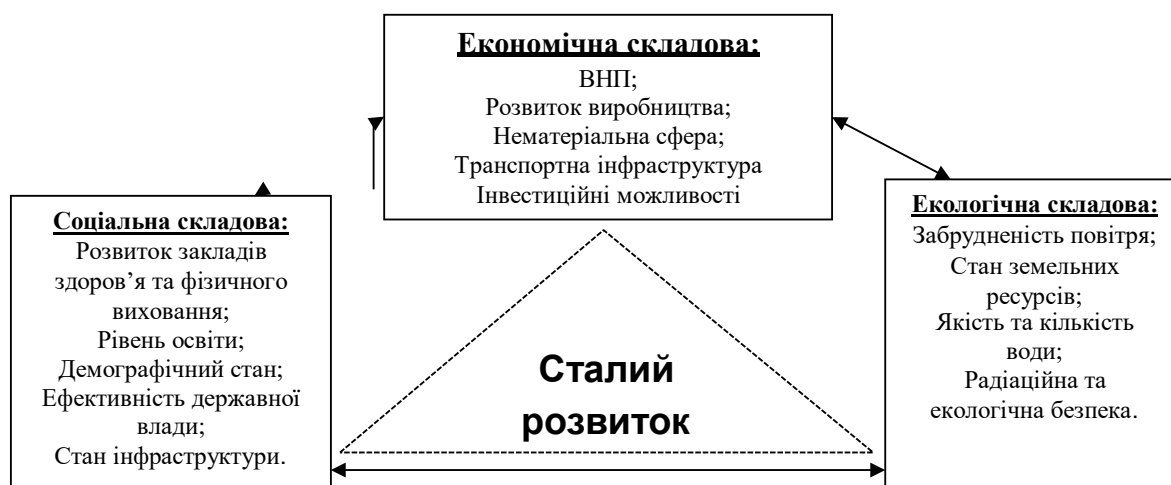 Економічна складова:
ВНП;
Розвиток виробництва;
Нематеріальна сфера;
Транспортна інфраструктура
Інвестиційні можливості
Соціальна складова:
Розвиток закладів
здоров’я та фізичного
виховання;
Рівень освіти;
Демографічний стан;
Ефективність державної
влади;
Стан інфраструктури.
Сталий
розвиток
Екологічна складова:
Забрудненість повітря;
Стан земельних
ресурсів;
Якість та кількість
води;
Радіаційна та
екологічна безпека.